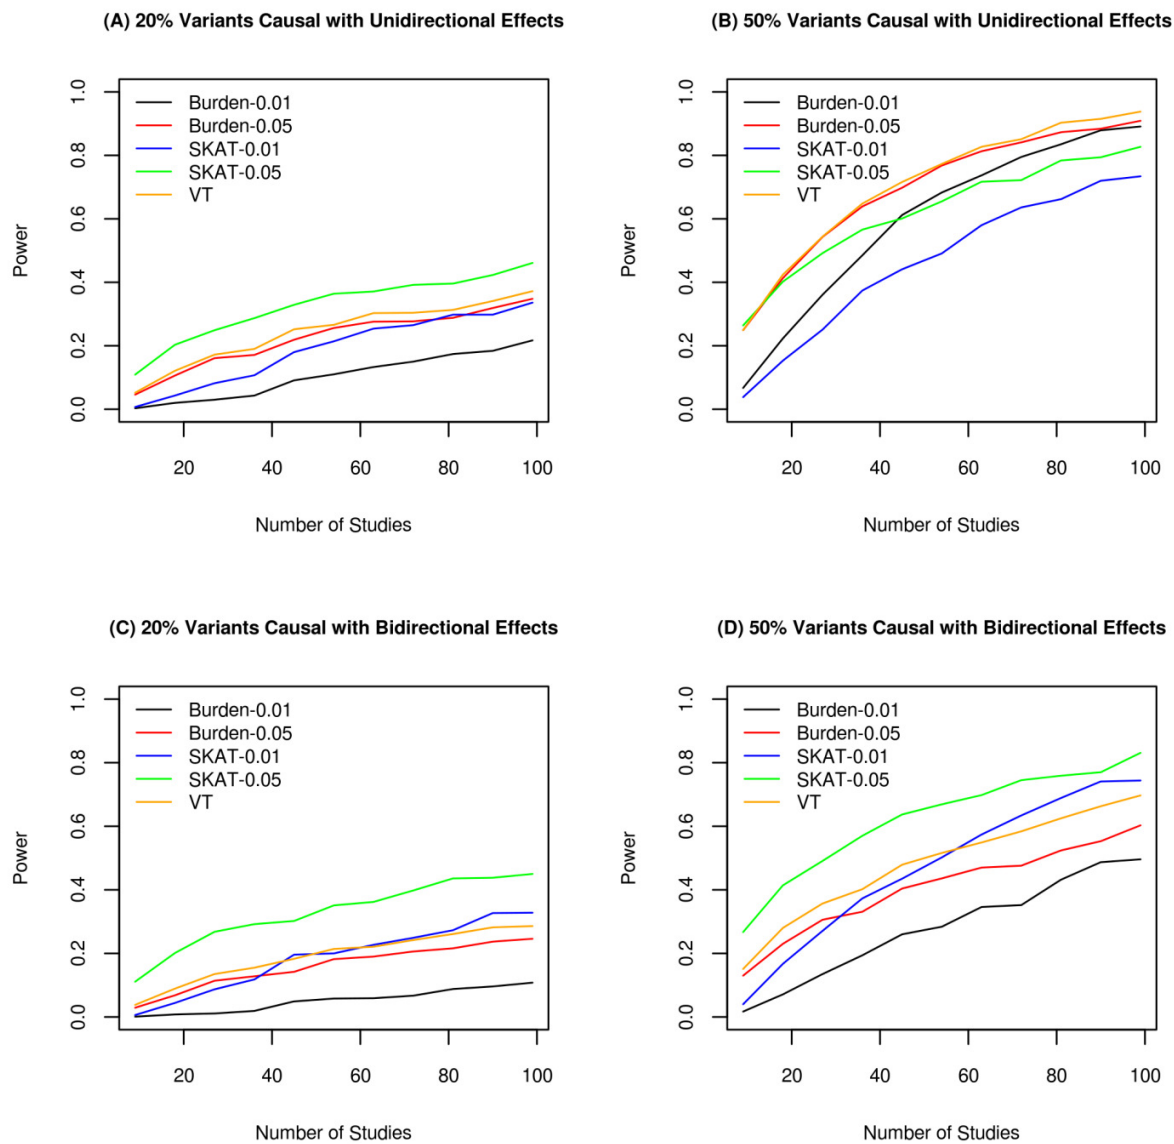 (A) 20% Variants Causal with Unidirectional Effects
Power
1.0
0.8
0.6
0.4
0.2
0.0
Burden-0.01
Burden-0.05
SKAT-0.01
SKAT-0.05
VT
20 40 60 80 100
Number of Studies
(B) 50% Variants Causal with Unidirectional Effects
Power
1.0
0.8
0.6
0.4
0.2
0.0
Burden-0.01
Burden-0.05
SKAT-0.01
SKAT-0.05
VT
20 40 60 80 100
Number of Studies
(C) 20% Variants Causal with Bidirectional Effects
Power
1.0
0.8
0.6
0.4
0.2
0.0
Burden-0.01
Burden-0.05
SKAT-0.01
SKAT-0.05
VT
20 40 60 80 100
Number of Studies
(D) 50% Variants Causal with Bidirectional Effects
Power
1.0
0.8
0.6
0.4
0.2
0.0
Burden-0.01
Burden-0.05
SKAT-0.01
SKAT-0.05
VT
20 40 60 80 100
Number of Studies